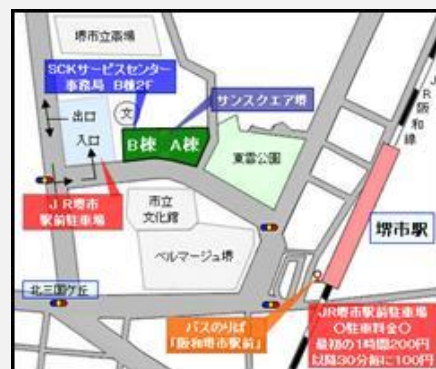 堺市立斎場
SCKサービスセンター
事務局 B棟2F
サンスクエア堺
文
出口
入口
B棟 A棟
東雲公園
JR阪和線
JR堺市
駅前駐車場
市立
文化館
ベルマージュ堺
堺市駅
北三国ケ丘
バスのりば
「阪和堺市駅前」
JR堺市駅前駐車場
○駐車料金○
最初の1時間200円
以降30分毎に100円